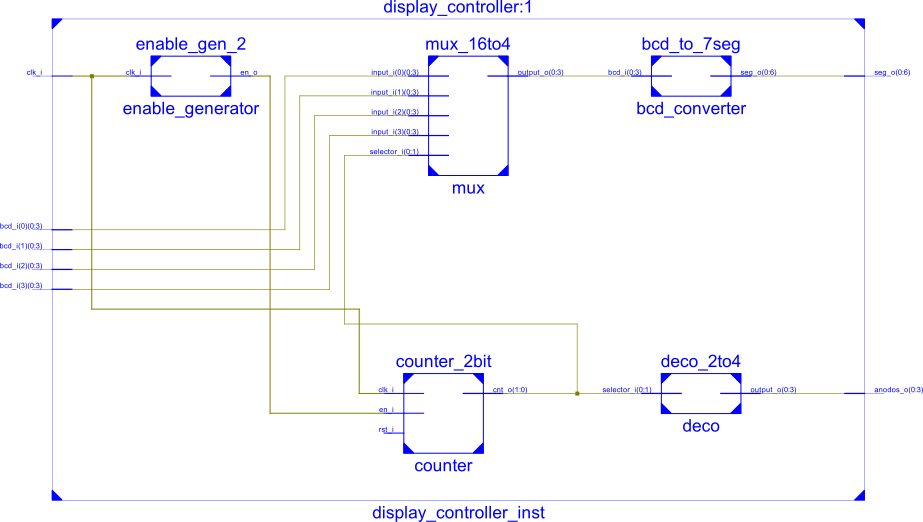 display_controller:1
enable_gen_2
mux_16to4
bcd_to_7seg
clk_i
clk_i
en_o
input_i(0)(0:3)
output_o(0:3)
bcd_i(0:3)
seg_o(0:6)
seg_o(0:6)
input_i(1)(0:3)
enable_generator
bcd_converter
input_i(2)(0:3)
input_i(3)(0:3)
selector_i(0:1)
mux
bcd_i(0)(0:3)
bcd_i(1)(0:3)
bcd_i(2)(0:3)
bcd_i(3)(0:3)
counter_2bit
deco_2to4
clk_i
cnt_o(1:0)
selector_i(0:1)
output_o(0:3)
anodos_o(0:3)
en_i
deco
rst_i
counter
display_controller_inst